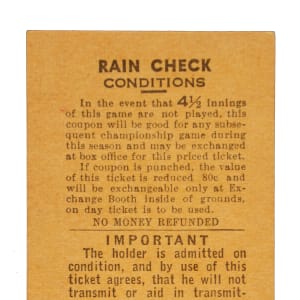 RAIN CHECK
CONDITIONS
In the event that 4½ innings
of this game are not played, this
coupon will be good for any subse-
quent championship game during
this season and may be exchanged
at box office for this priced ticket.
If coupon is punched, the value
of this ticket is reduced 80c and
will be exchangeable only at Ex-
change Booth inside of grounds,
on day ticket is to be used.
NO MONEY REFUNDED
IMPORTANT
The holder is admitted on
condition, and by use of this
ticket agrees, that he will not
transmit or aid in transmit-